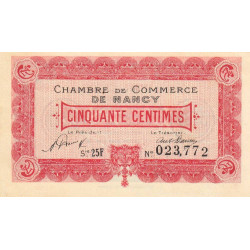 CHAMBRE DE COMMERCE
DE NANCY
CINQUANTE CENTIMES
Le Président Le Trésorier
Sie 25F No 023,772